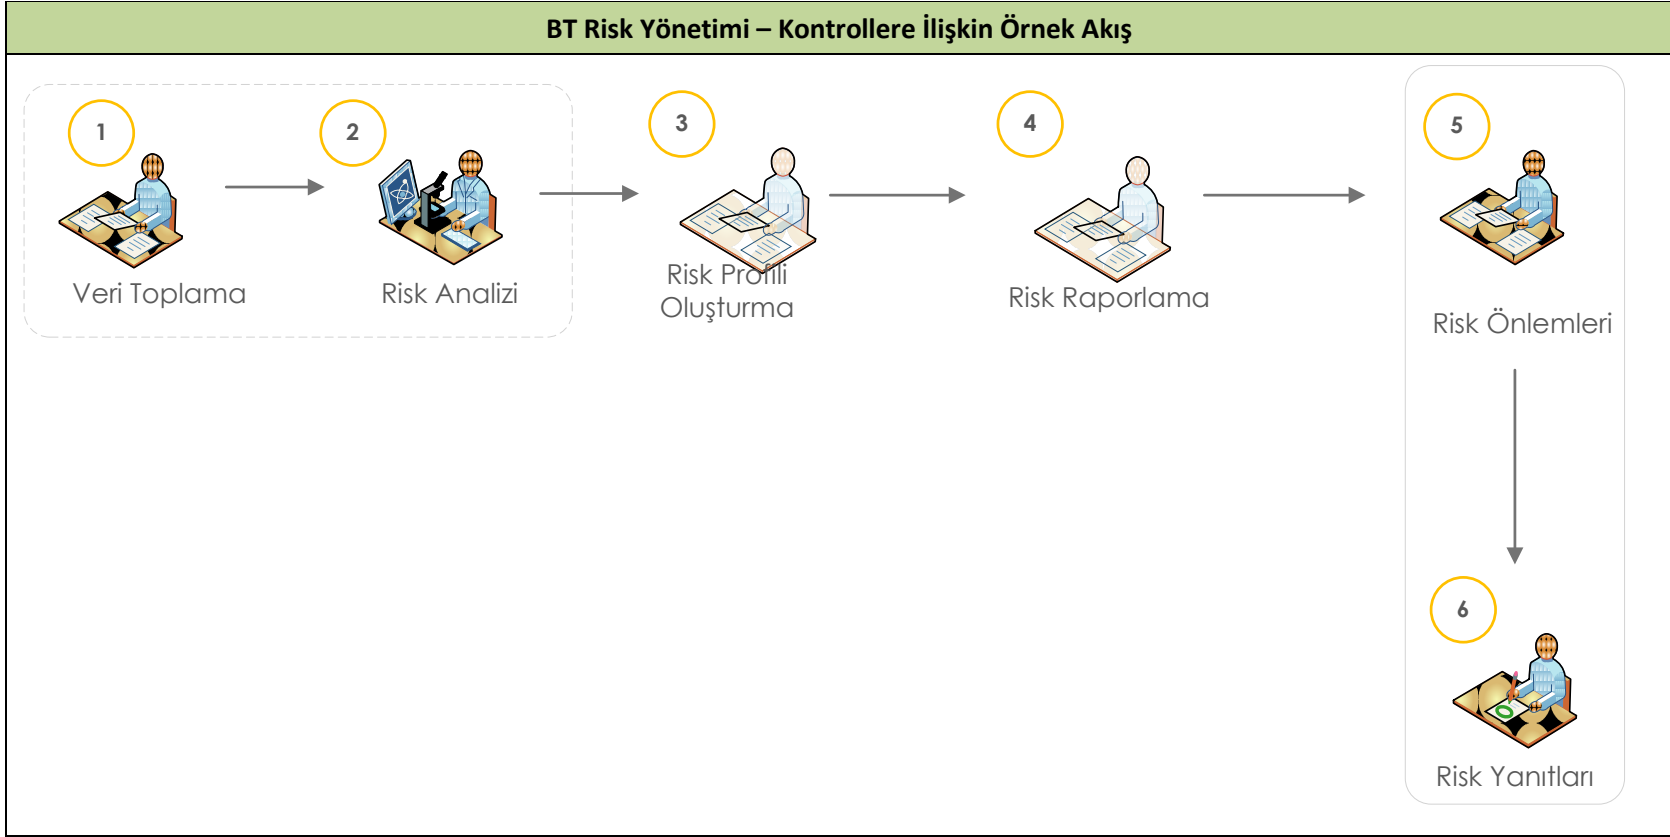 BT Risk Yönetimi – Kontrollere İlişkin Örnek Akış
1
2
3
4
5
Veri Toplama
Risk Analizi
Risk Profili
Oluşturma
Risk Raporlama
Risk Önlemleri
6
Risk Yanıtları